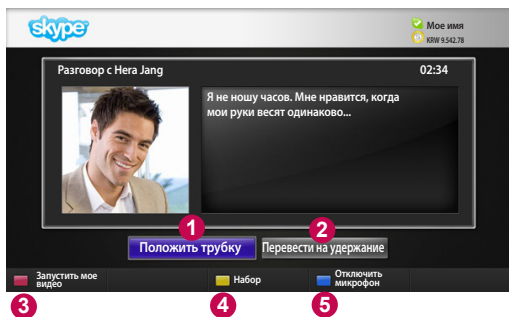 skype
Мое имя
KRW 9.542.78
Разговор с Hera Jang
02:34
Я не ношу часов. Мне нравится, когда
мои руки весят одинаково...
1
2
Положить трубку
Перевести на удержание
Запустить мое
видео
Набор
Отключить
микрофон
3
4
5